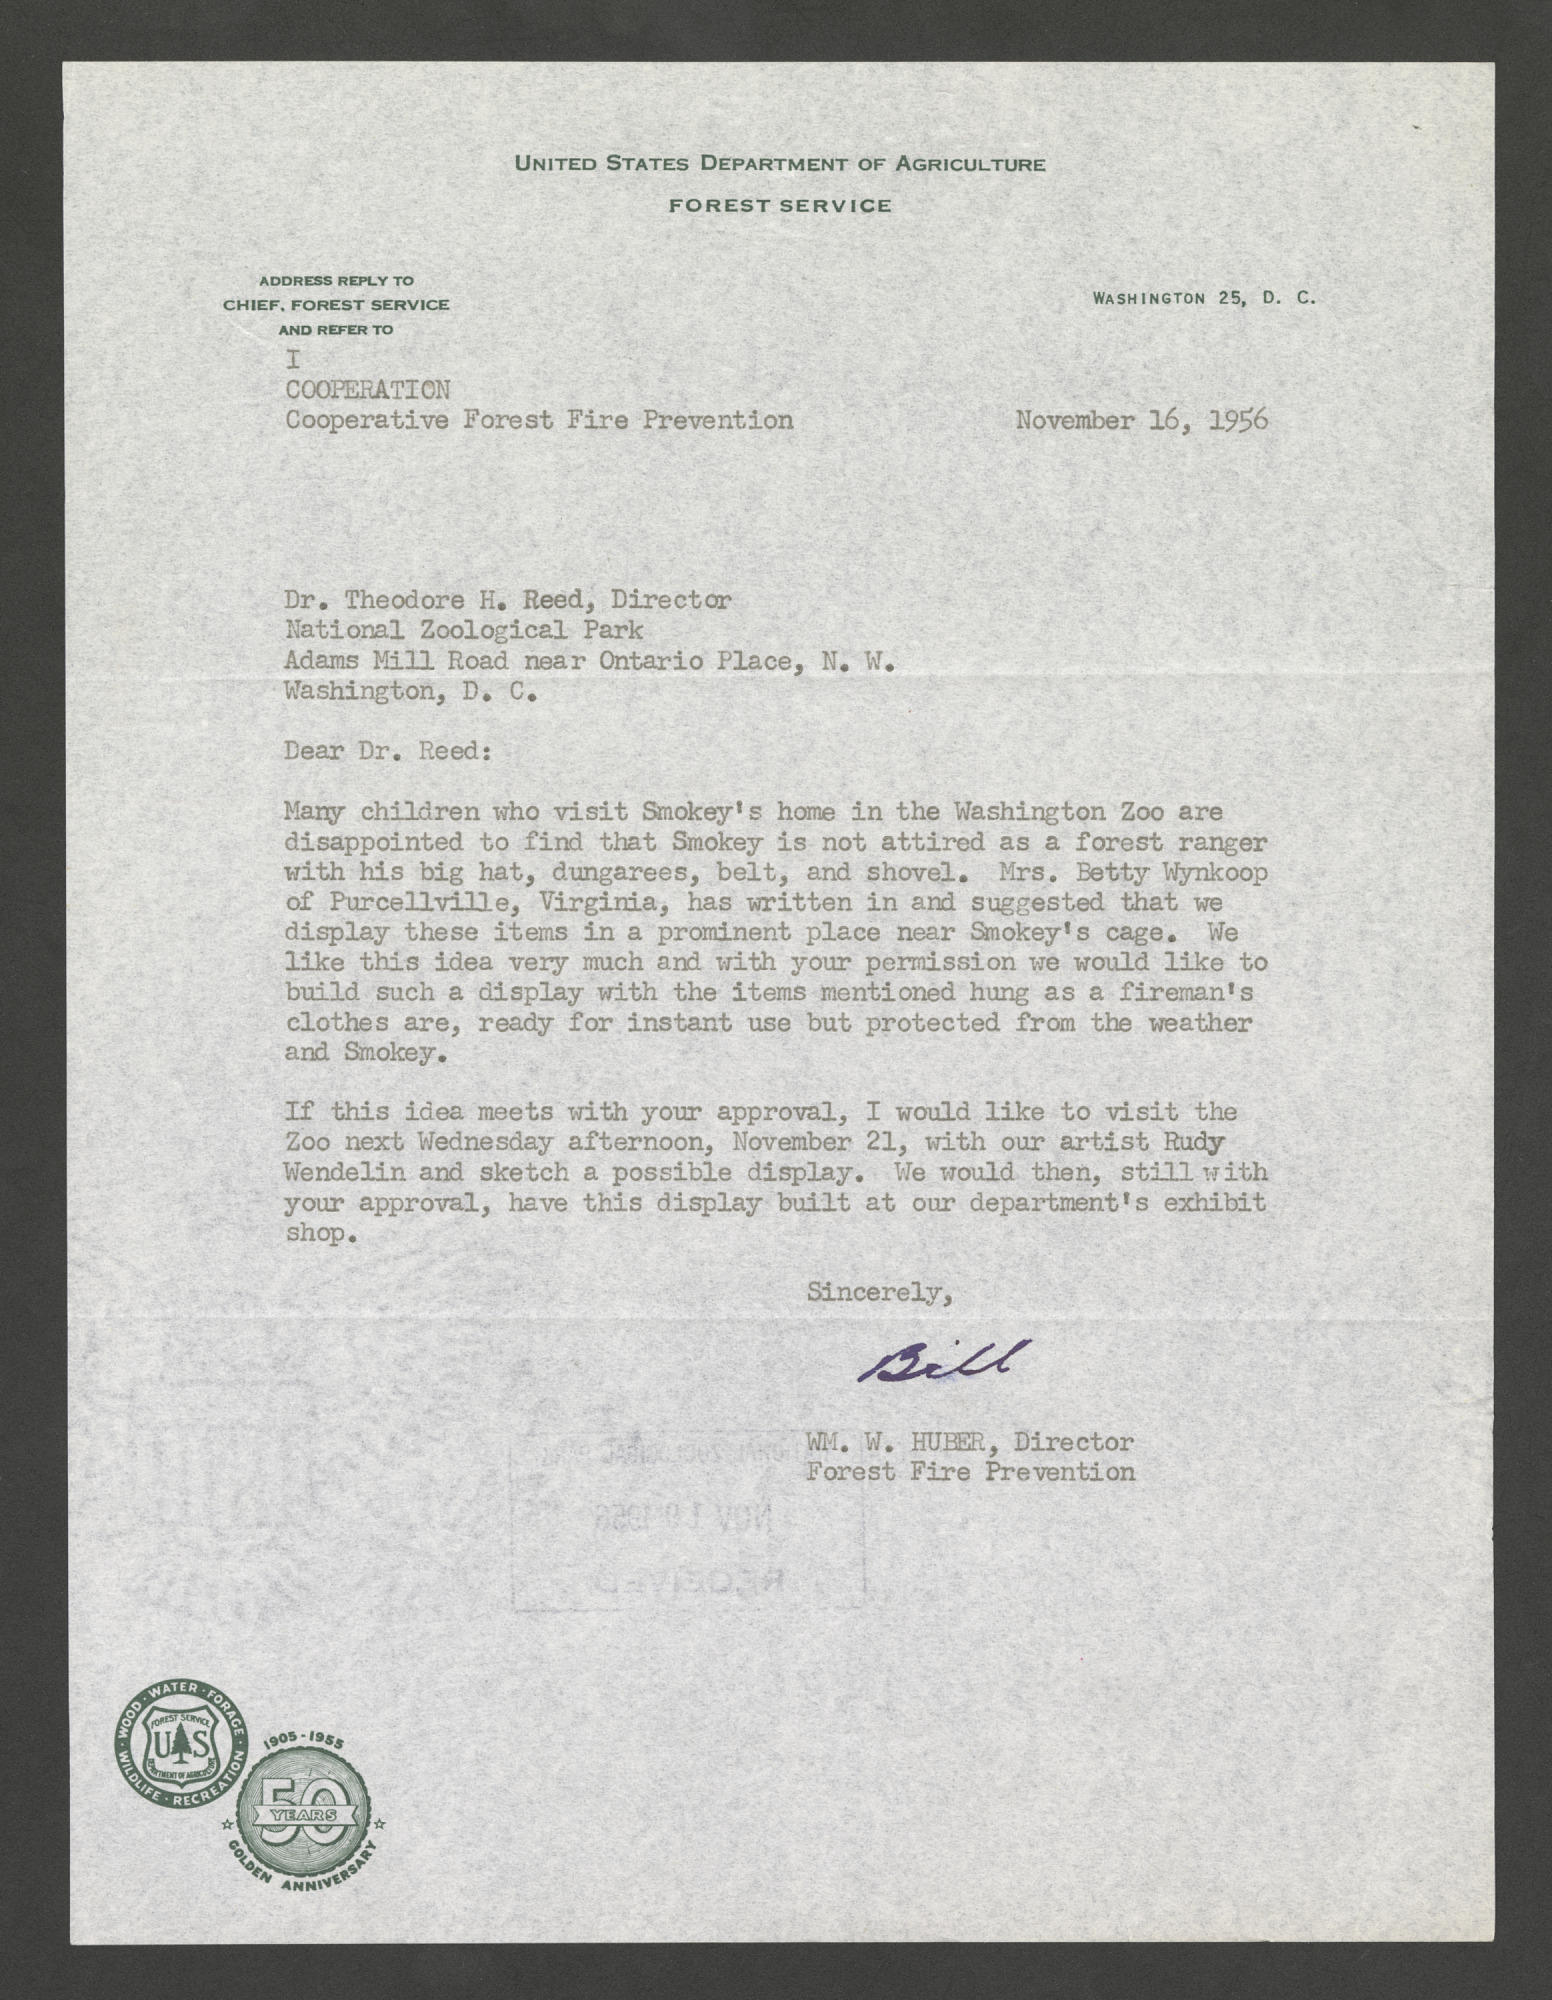 UNITED STATES DEPARTMENT OF AGRICULTURE
FOREST SERVICE
ADDRESS REPLY TO
CHIEF, FOREST SERVICE
AND REFER TO
WASHINGTON 25, D. C.
I
COOPERATION
Cooperative Forest Fire Prevention
November 16, 1956
Dr. Theodore H. Reed, Director
National Zoological Park
Adams Mill Road near Ontario Place, N. W.
Washington, D. C.
Dear Dr. Reed:
Many children who visit Smokey's home in the Washington Zoo are
disappointed to find that Smokey is not attired as a forest ranger
with his big hat, dungarees, belt, and shovel. Mrs. Betty Wynkoop
of Purcellville, Virginia, has written in and suggested that we
display these items in a prominent place near Smokey's cage. We
like this idea very much and with your permission we would like to
build such a display with the items mentioned hung as a fireman's
clothes are, ready for instant use but protected from the weather
and Smokey.
If this idea meets with your approval, I would like to visit the
Zoo next Wednesday afternoon, November 21, with our artist Rudy
Wendelin and sketch a possible display. We would then, still with
your approval, have this display built at our department's exhibit
shop.
Sincerely,
Bill
WM. W. HUBER, Director
Forest Fire Prevention
ZOOLOGICAL
NOV 19 1956
RECEIVED
WOOD · WATER · FORAGE · WILDLIFE · RECREATION
FOREST SERVICE
US
DEPARTMENT OF AGRICULTURE
1905 - 1955
50
YEARS
GOLDEN ANNIVERSARY